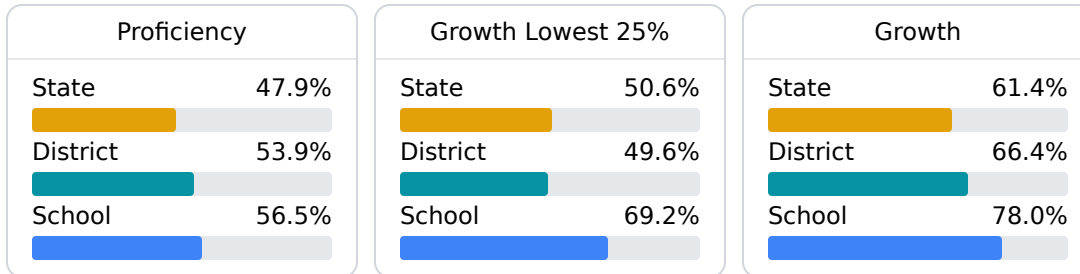 Proficiency
State 47.9%
District 53.9%
School 56.5%
Growth Lowest 25%
State 50.6%
District 49.6%
School 69.2%
Growth
State 61.4%
District 66.4%
School 78.0%